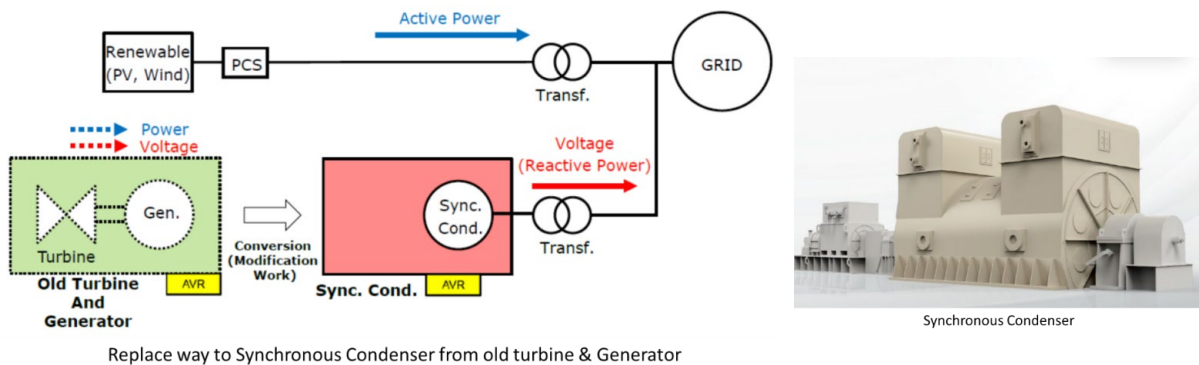 Active Power
Renewable
(PV, Wind)
PCS
Transf.
GRID
Power
Voltage
Voltage
(Reactive Power)
Gen.
Turbine
AVR
Old Turbine
And
Generator
Conversion
(Modification
Work)
Sync.
Cond.
Transf.
Sync. Cond.
AVR
Synchronous Condenser
Replace way to Synchronous Condenser from old turbine & Generator